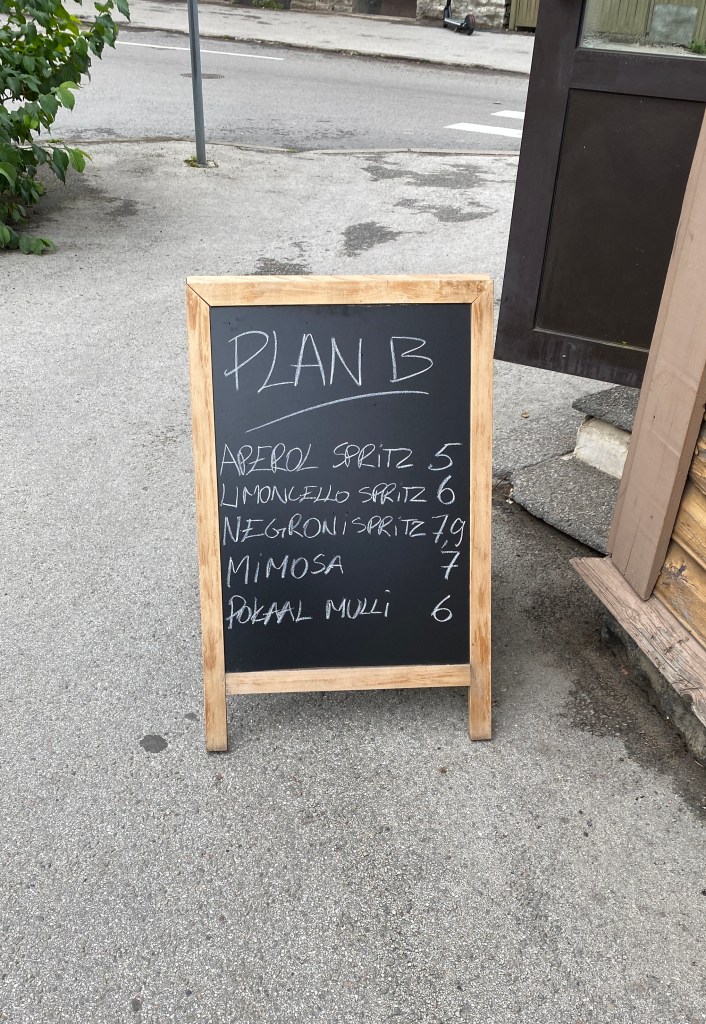 PLAN B
APEROL SPRITZ 5
LIMONCELLO SPRITZ 6
NEGRONI SPRITZ 7,9
MIMOSA 7
POKAAL MULLI 6